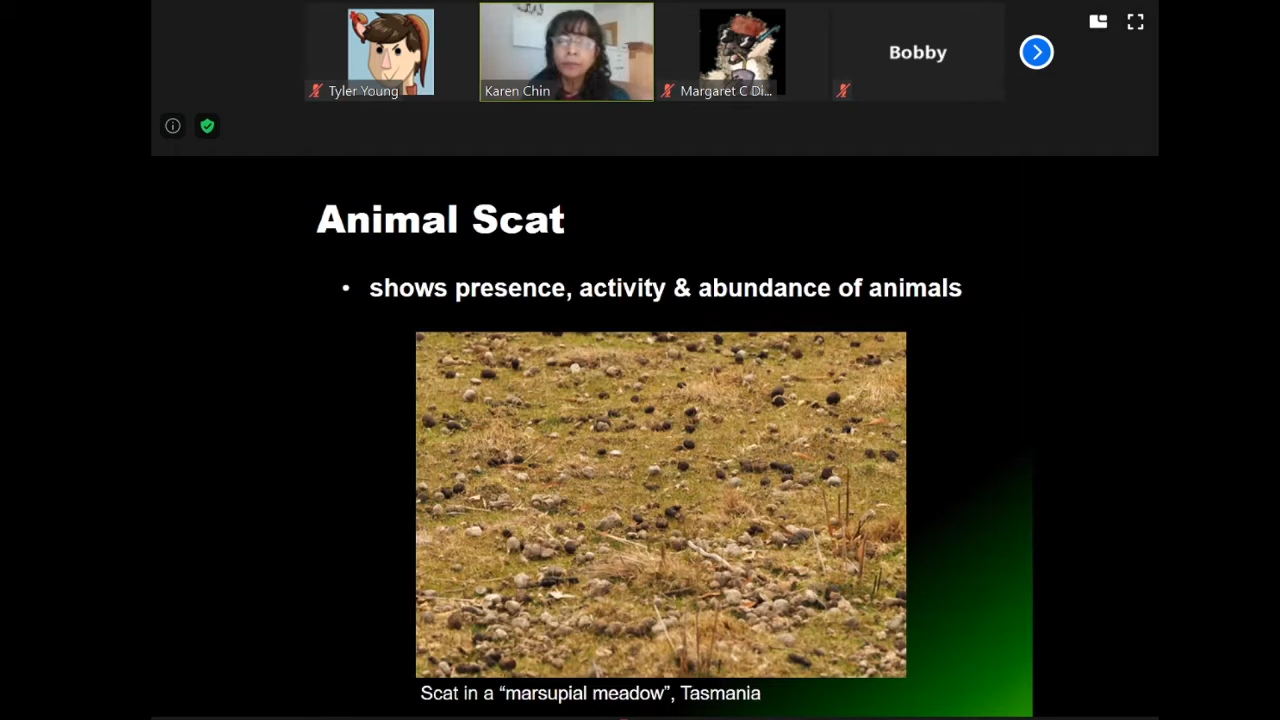 Tyler Young
Karen Chin
Margaret C Di...
Bobby
Animal Scat
• shows presence, activity & abundance of animals
Scat in a “marsupial meadow”, Tasmania